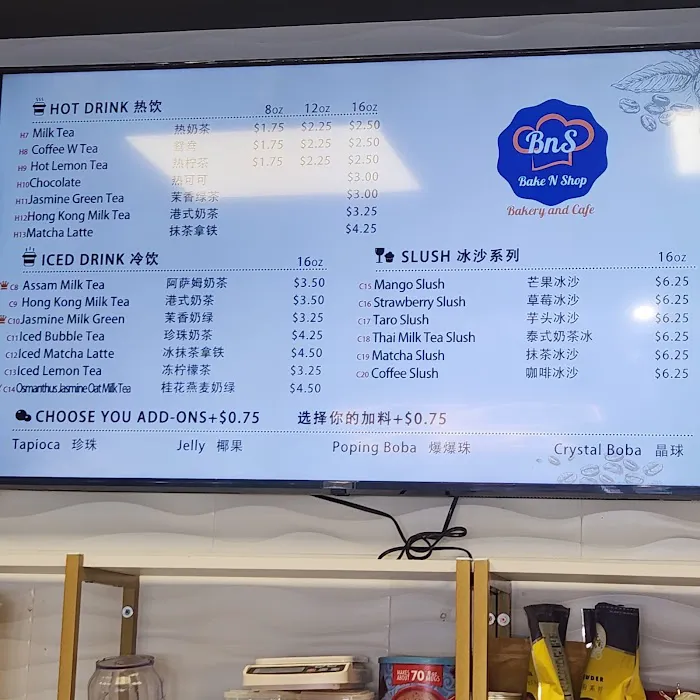 HOT DRINK 热饮 8oz 12oz 16oz
H7 Milk Tea 热奶茶 $1.75 $2.25 $2.50
H8 Coffee W Tea 鸳鸯 $1.75 $2.25 $2.50
H9 Hot Lemon Tea 热柠茶 $1.75 $2.25 $2.50
H10 Chocolate 热可可 $3.00
H11 Jasmine Green Tea 茉香绿茶 $3.00
H12 Hong Kong Milk Tea 港式奶茶 $3.25
H13 Matcha Latte 抹茶拿鉄 $4.25
BnS
Bake N Shop
Bakery and Cafe
ICED DRINK 冷饮 16oz
C8 Assam Milk Tea 阿萨姆奶茶 $3.50
C9 Hong Kong Milk Tea 港式奶茶 $3.50
C10 Jasmine Milk Green 茉香奶绿 $3.25
C11 Iced Bubble Tea 珍珠奶茶 $4.25
C12 Iced Matcha Latte 冰抹茶拿鉄 $4.50
C13 Iced Lemon Tea 冻柠檬茶 $3.25
C14 Osmanthus Jasmine Oat Milk Tea 桂花燕麦奶绿 $4.50
SLUSH 冰沙系列 16oz
C15 Mango Slush 芒果冰沙 $6.25
C16 Strawberry Slush 草莓冰沙 $6.25
C17 Taro Slush 芋头冰沙 $6.25
C18 Thai Milk Tea Slush 泰式奶茶冰 $6.25
C19 Matcha Slush 抹茶冰沙 $6.25
C20 Coffee Slush 咖啡冰沙 $6.25
CHOOSE YOU ADD-ONS+$0.75 选择你的加料+$0.75
Tapioca 珍珠 Jelly 椰果 Poping Boba 爆爆珠 Crystal Boba 晶球
MAKES
ABOUT 70